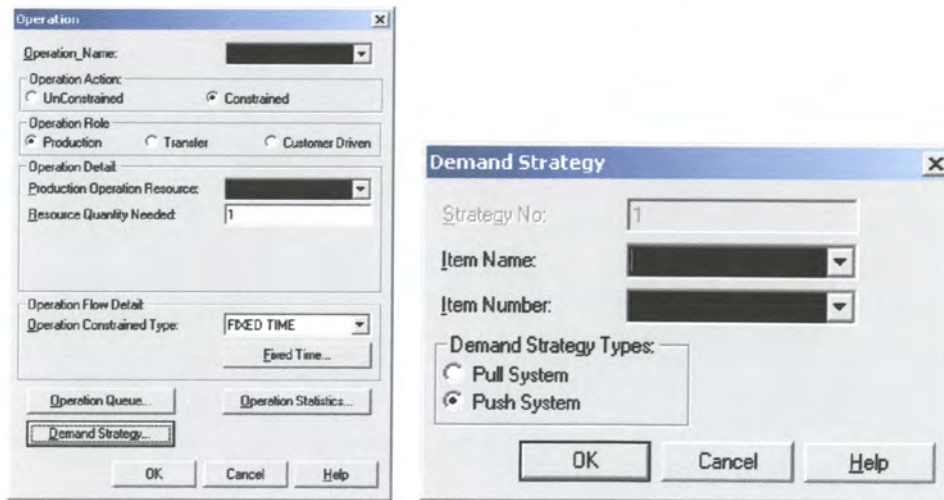 Operation
Operation_Name:
Operation Action:
UnConstrained Constrained
Operation Role
Production Transfer Customer Driven
Operation Detail:
Production Operation Resource:
Resource Quantity Needed: 1
Operation Flow Detail:
Operation Constrained Type: FIXED TIME
Fixed Time...
Operation Queue... Operation Statistics...
Demand Strategy...
OK Cancel Help
Demand Strategy
Strategy No: 1
Item Name:
Item Number:
Demand Strategy Types:
Pull System
Push System
OK Cancel Help